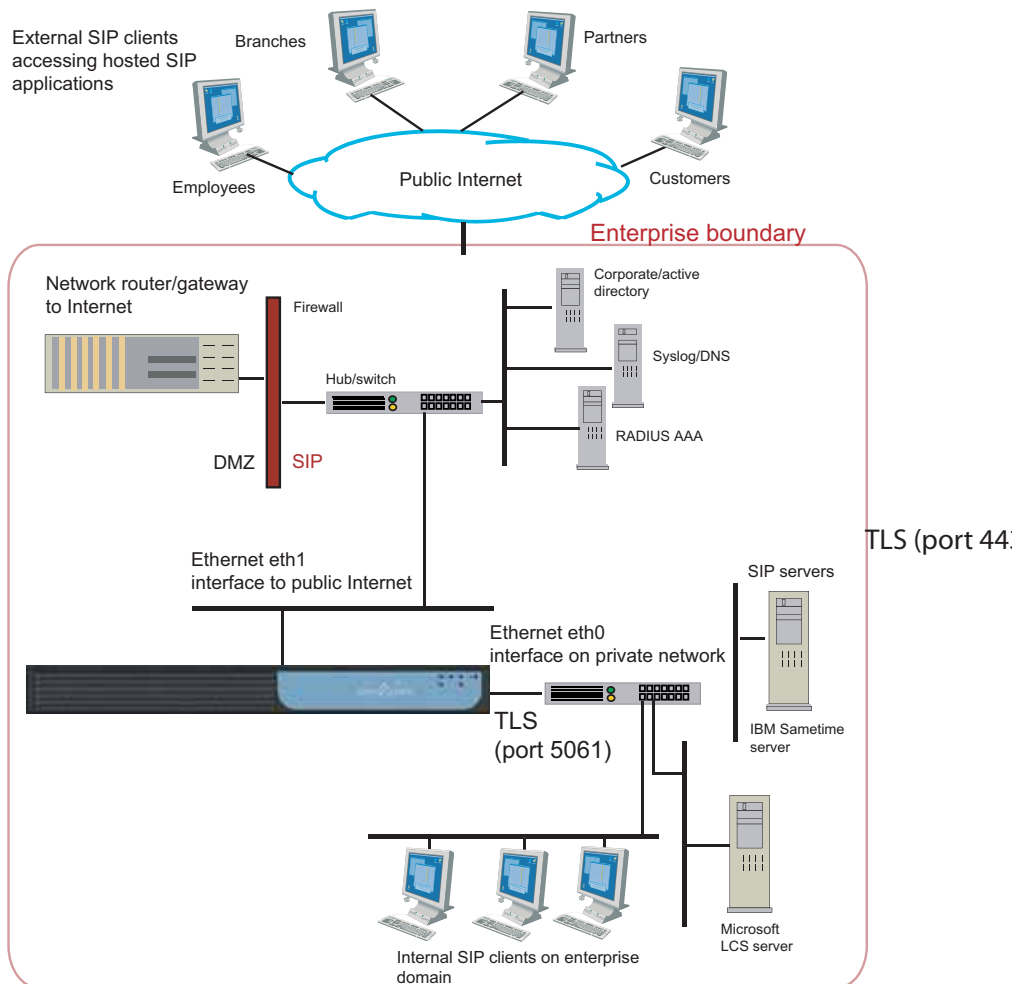 External SIP clients
accessing hosted SIP
applications
Branches
Partners
Employees
Public Internet
Customers
Enterprise boundary
Network router/gateway
to Internet
Firewall
Corporate/active
directory
Syslog/DNS
Hub/switch
RADIUS AAA
DMZ
SIP
TLS (port 443
Ethernet eth1
interface to public Internet
SIP servers
Ethernet eth0
interface on private network
TLS
(port 5061)
IBM Sametime
server
Microsoft
LCS server
Internal SIP clients on enterprise
domain